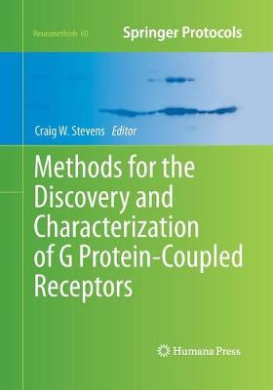 Neuromethods 60
Springer Protocols
Craig W. Stevens Editor
Methods for the
Discovery and
Characterization
of G Protein-Coupled
Receptors
Humana Press